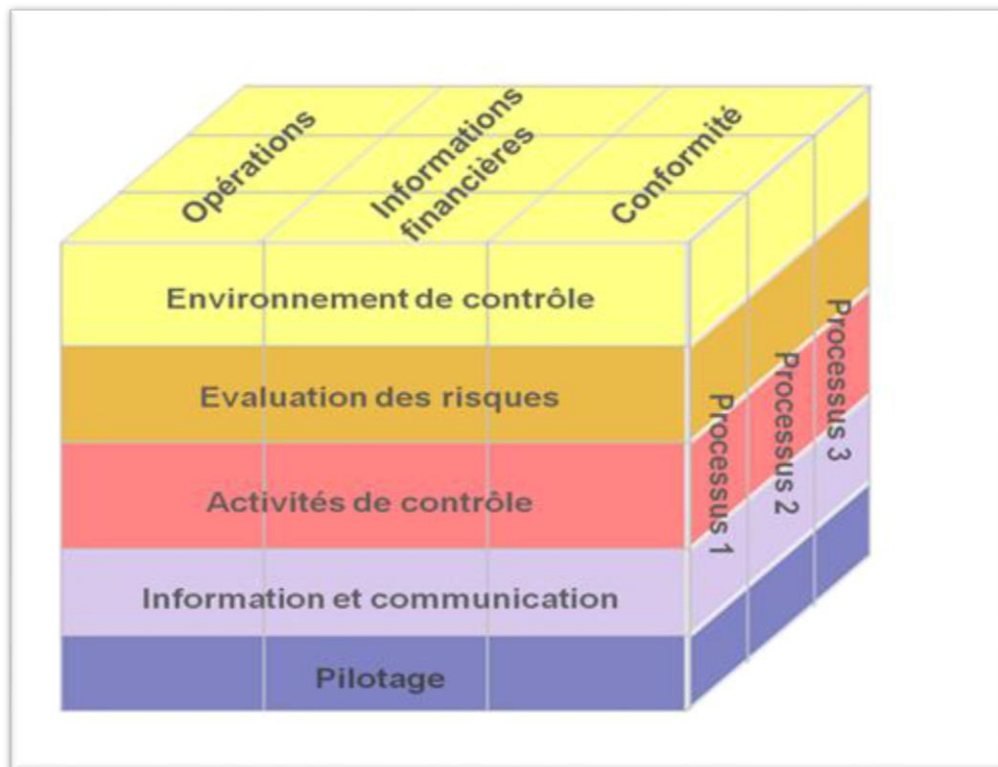 Opérations
Informations
financières
Conformité
Environnement de contrôle
Evaluation des risques
Activités de contrôle
Information et communication
Pilotage
Processus 1
Processus 2
Processus 3